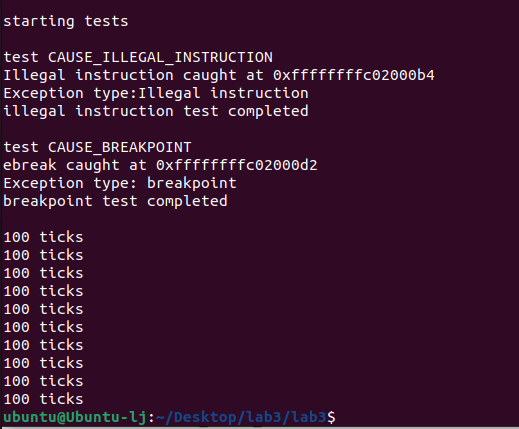 starting tests
test CAUSE_ILLEGAL_INSTRUCTION
Illegal instruction caught at 0xffffffffc02000b4
Exception type:Illegal instruction
illegal instruction test completed
test CAUSE_BREAKPOINT
ebreak caught at 0xffffffffc02000d2
Exception type: breakpoint
breakpoint test completed
100 ticks
100 ticks
100 ticks
100 ticks
100 ticks
100 ticks
100 ticks
100 ticks
100 ticks
100 ticks
ubuntu@Ubuntu-lj:~/Desktop/lab3/lab3$